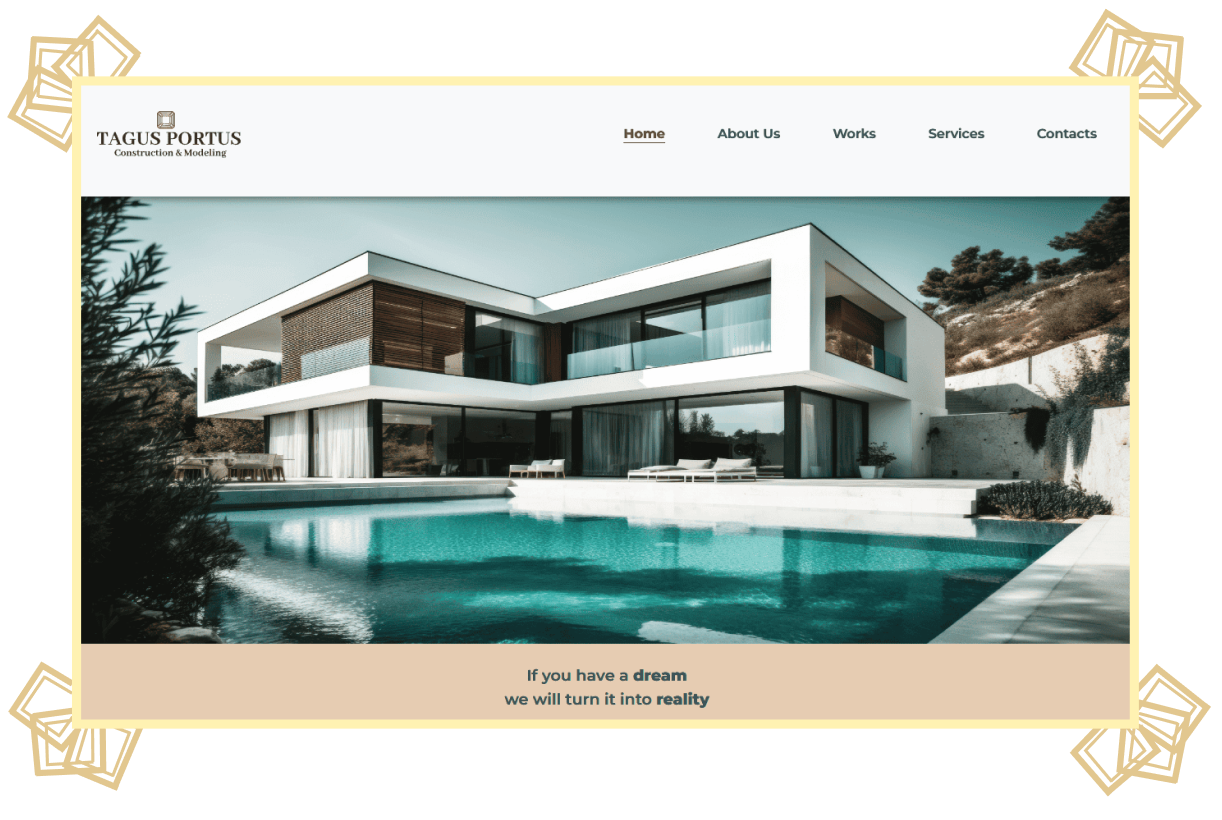 TAGUS PORTUS
Construction & Modeling
Home About Us Works Services Contacts
If you have a dream
we will turn it into reality